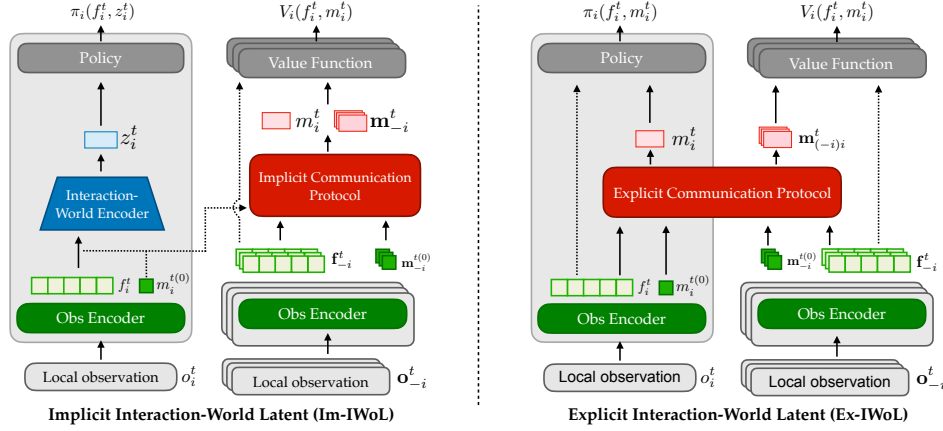 π_i(f_i^t, z_i^t)
V_i(f_i^t, m_i^t)
Policy
Value Function
z_i^t
m_i^t
𝐦_{-i}^t
Interaction-
World Encoder
Implicit Communication
Protocol
f_i^t
m_i^{t(0)}
𝐟_{-i}^t
𝐦_{-i}^{t(0)}
Obs Encoder
Obs Encoder
Local observation
o_i^t
Local observation
𝐨_{-i}^t
Implicit Interaction-World Latent (Im-IWoL)
π_i(f_i^t, m_i^t)
V_i(f_i^t, m_i^t)
Policy
Value Function
m_i^t
𝐦_{(-i)i}^t
Explicit Communication Protocol
f_i^t
m_i^{t(0)}
𝐦_{-i}^{t(0)}
𝐟_{-i}^t
Obs Encoder
Obs Encoder
Local observation
o_i^t
Local observation
𝐨_{-i}^t
Explicit Interaction-World Latent (Ex-IWoL)